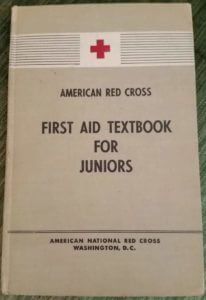 AMERICAN RED CROSS
FIRST AID TEXTBOOK
FOR
JUNIORS
AMERICAN NATIONAL RED CROSS
WASHINGTON, D.C.